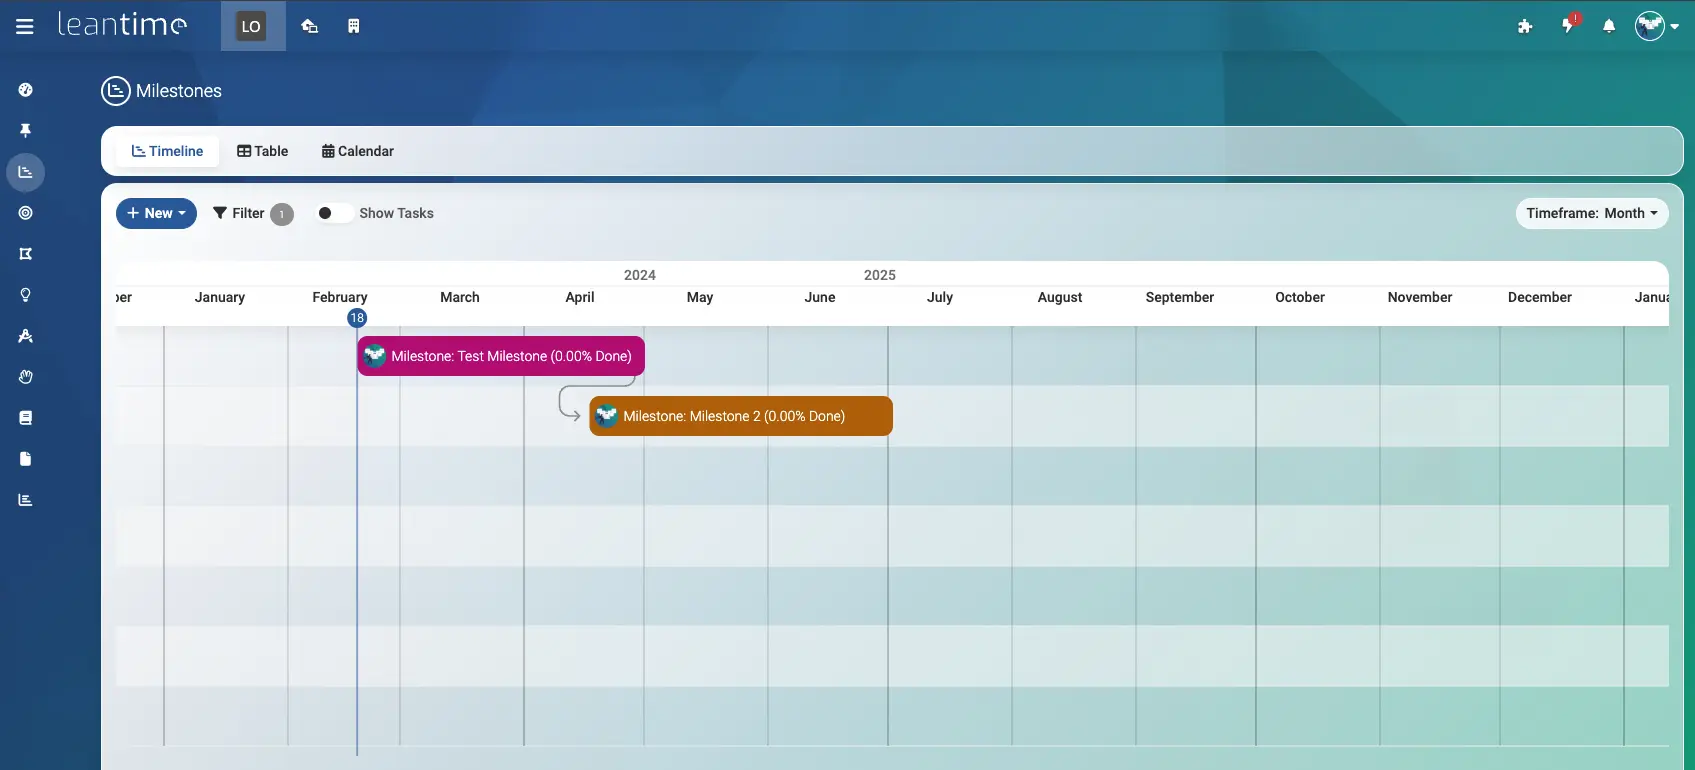 leantime LO !
Milestones
Timeline Table Calendar
New Filter 1 Show Tasks Timeframe: Month
2024 2025
ber January February March April May June July August September October November December Janua
18
Milestone: Test Milestone (0.00% Done)
Milestone: Milestone 2 (0.00% Done)